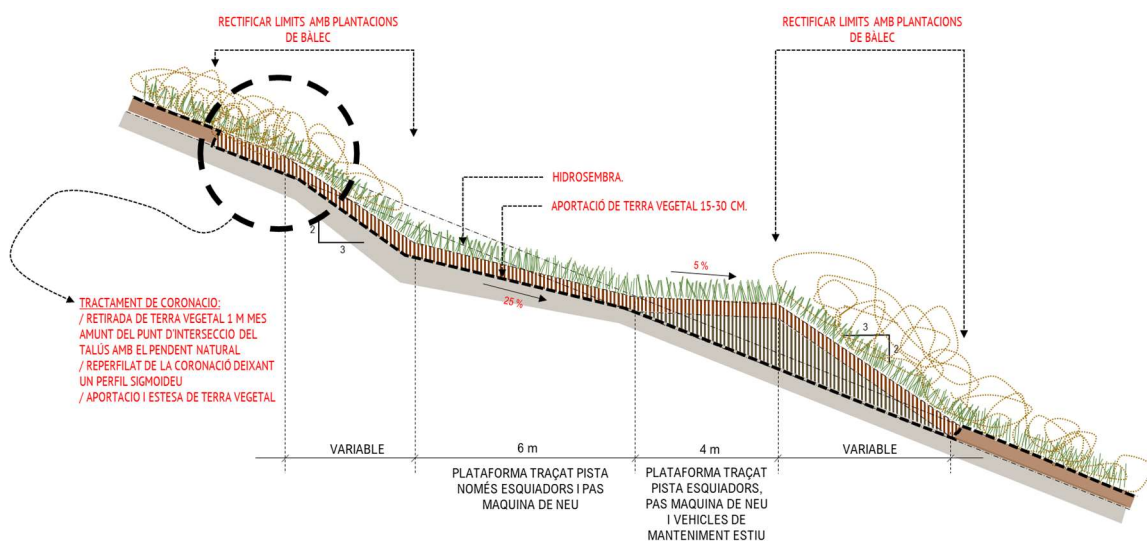 RECTIFICAR LIMITS AMB PLANTACIONS
DE BÀLEC
RECTIFICAR LIMITS AMB PLANTACIONS
DE BÀLEC
HIDROSEMBRA.
APORTACIÓ DE TERRA VEGETAL 15-30 CM.
2
3
5 %
25 %
3
2
TRACTAMENT DE CORONACIO:
/ RETIRADA DE TERRA VEGETAL 1 M MES
AMUNT DEL PUNT D'INTERSECCIO DEL
TALÚS AMB EL PENDENT NATURAL
/ REPERFILAT DE LA CORONACIÓ DEIXANT
UN PERFIL SIGMOIDEU
/ APORTACIO I ESTESA DE TERRA VEGETAL
VARIABLE
6 m
4 m
VARIABLE
PLATAFORMA TRAÇAT PISTA
NOMÉS ESQUIADORS I PAS
MAQUINA DE NEU
PLATAFORMA TRAÇAT
PISTA ESQUIADORS,
PAS MAQUINA DE NEU
I VEHICLES DE
MANTENIMENT ESTIU